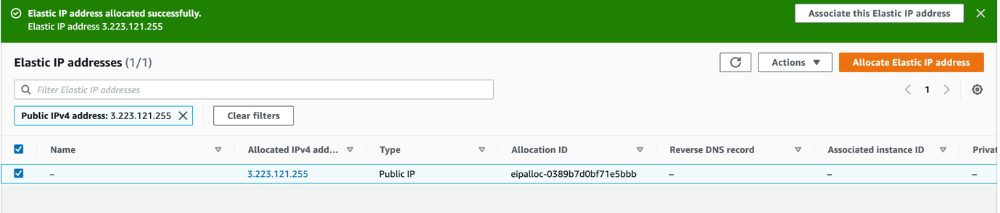 Elastic IP address allocated successfully.
Elastic IP address 3.223.121.255
Associate this Elastic IP address
Elastic IP addresses (1/1)
Actions
Allocate Elastic IP address
Filter Elastic IP addresses
1
Public IPv4 address: 3.223.121.255
Clear filters
Name Allocated IPv4 add... Type Allocation ID Reverse DNS record Associated instance ID Privat
– 3.223.121.255 Public IP eipalloc-0389b7d0bf71e5bbb – – –